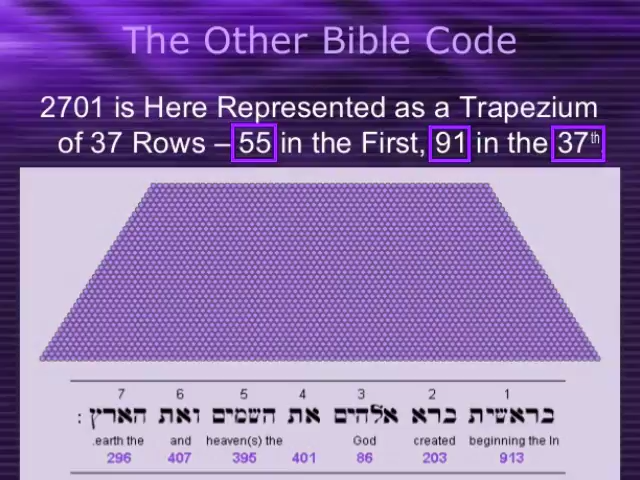 The Other Bible Code
2701 is Here Represented as a Trapezium
of 37 Rows – 55 in the First, 91 in the 37th
7 6 5 4 3 2 1
בראשית ברא אלהים את השמים ואת הארץ :
.earth the and heaven(s) the God created beginning the In
296 407 395 401 86 203 913